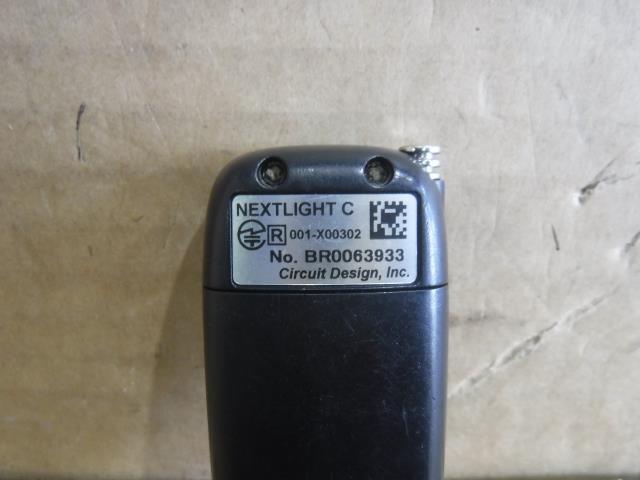 NEXTLIGHT C
R 001-X00302
No. BR0063933
Circuit Design, Inc.